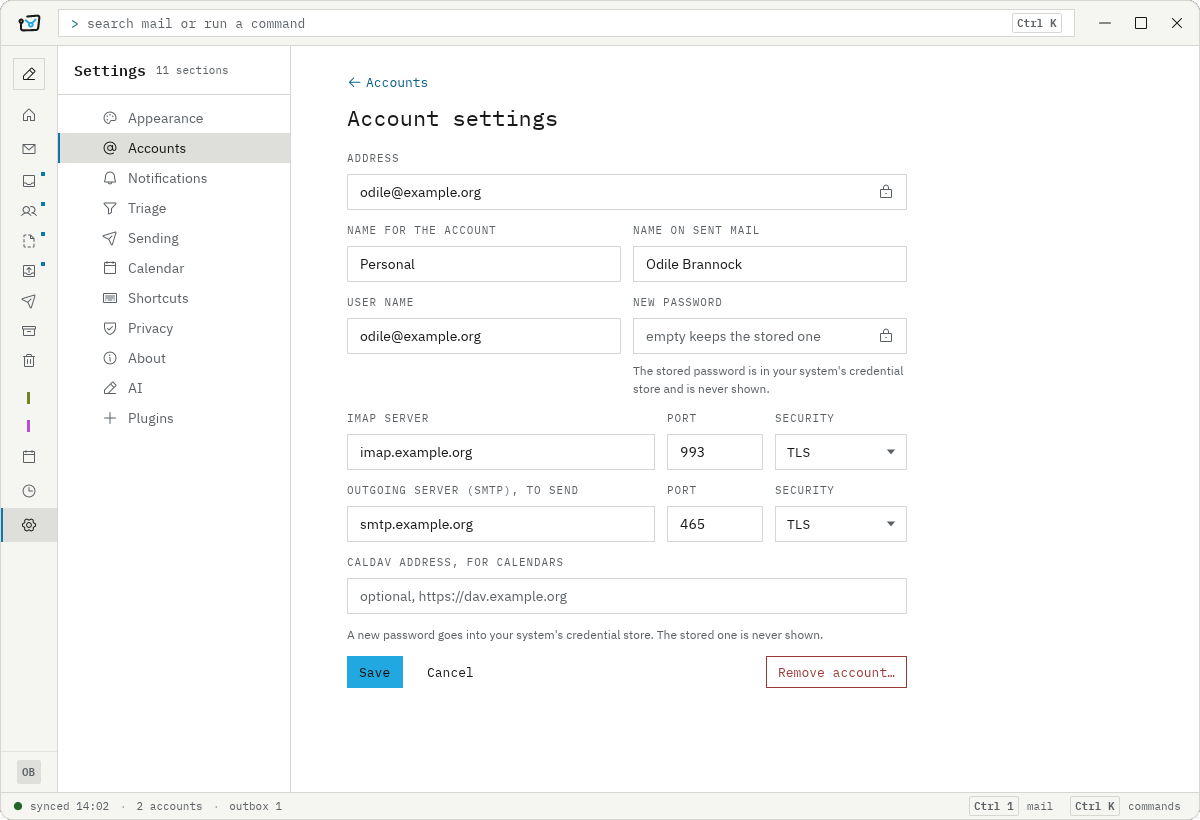 > search mail or run a command Ctrl K
Settings 11 sections
Appearance
Accounts
Notifications
Triage
Sending
Calendar
Shortcuts
Privacy
About
AI
Plugins
OB
← Accounts
Account settings
ADDRESS
odile@example.org
NAME FOR THE ACCOUNT NAME ON SENT MAIL
Personal Odile Brannock
USER NAME NEW PASSWORD
odile@example.org empty keeps the stored one
The stored password is in your system's credential
store and is never shown.
IMAP SERVER PORT SECURITY
imap.example.org 993 TLS
OUTGOING SERVER (SMTP), TO SEND PORT SECURITY
smtp.example.org 465 TLS
CALDAV ADDRESS, FOR CALENDARS
optional, https://dav.example.org
A new password goes into your system's credential store. The stored one is never shown.
Save Cancel Remove account…
synced 14:02 · 2 accounts · outbox 1 Ctrl 1 mail Ctrl K commands